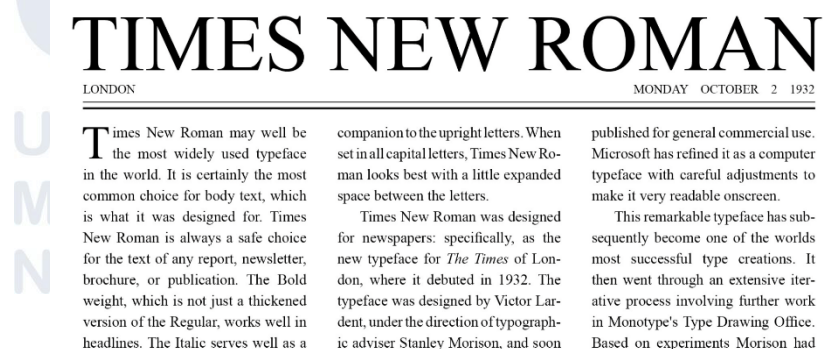 TIMES NEW ROMAN
LONDON
MONDAY OCTOBER 2 1932
Times New Roman may well be
the most widely used typeface
in the world. It is certainly the most
common choice for body text, which
is what it was designed for. Times
New Roman is always a safe choice
for the text of any report, newsletter,
brochure, or publication. The Bold
weight, which is not just a thickened
version of the Regular, works well in
headlines. The Italic serves well as a
companion to the upright letters. When
set in all capital letters, Times New Ro-
man looks best with a little expanded
space between the letters.
Times New Roman was designed
for newspapers: specifically, as the
new typeface for The Times of Lon-
don, where it debuted in 1932. The
typeface was designed by Victor Lar-
dent, under the direction of typograph-
ic adviser Stanley Morison, and soon
published for general commercial use.
Microsoft has refined it as a computer
typeface with careful adjustments to
make it very readable onscreen.
This remarkable typeface has sub-
sequently become one of the worlds
most successful type creations. It
then went through an extensive iter-
ative process involving further work
in Monotype's Type Drawing Office.
Based on experiments Morison had
U
M
N